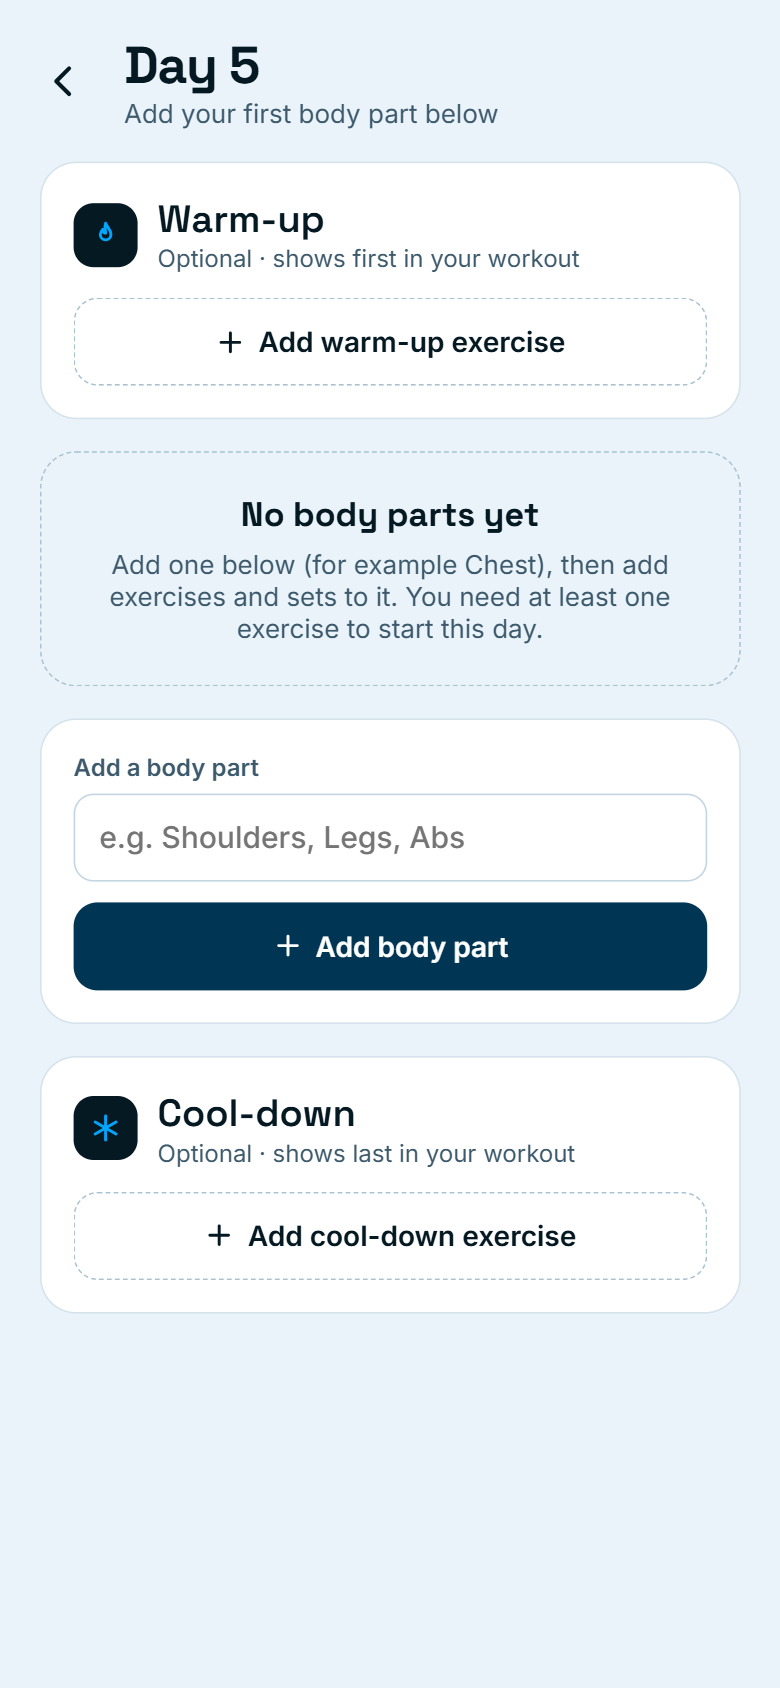 Day 5
Add your first body part below
Warm-up
Optional · shows first in your workout
+ Add warm-up exercise
No body parts yet
Add one below (for example Chest), then add
exercises and sets to it. You need at least one
exercise to start this day.
Add a body part
e.g. Shoulders, Legs, Abs
+ Add body part
Cool-down
Optional · shows last in your workout
+ Add cool-down exercise